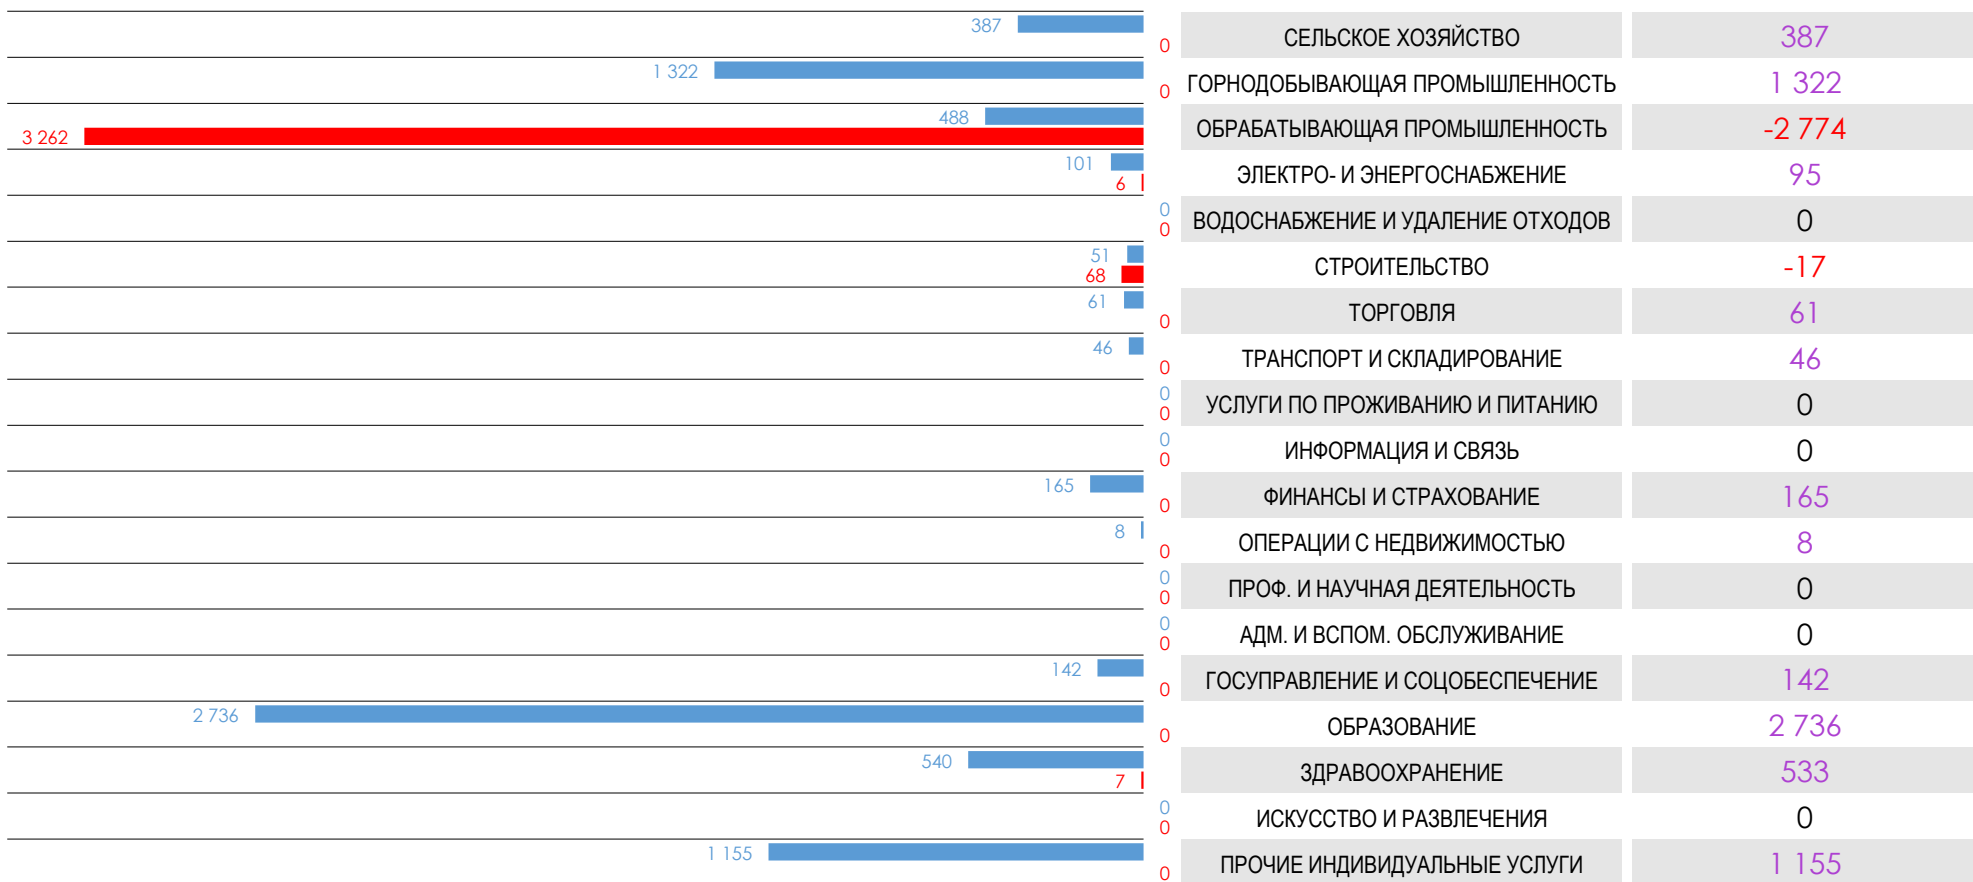 387 0 СЕЛЬСКОЕ ХОЗЯЙСТВО 387
1 322 0 ГОРНОДОБЫВАЮЩАЯ ПРОМЫШЛЕННОСТЬ 1 322
488 3 262 ОБРАБАТЫВАЮЩАЯ ПРОМЫШЛЕННОСТЬ -2 774
101 6 ЭЛЕКТРО- И ЭНЕРГОСНАБЖЕНИЕ 95
0 0 ВОДОСНАБЖЕНИЕ И УДАЛЕНИЕ ОТХОДОВ 0
51 68 СТРОИТЕЛЬСТВО -17
61 0 ТОРГОВЛЯ 61
46 0 ТРАНСПОРТ И СКЛАДИРОВАНИЕ 46
0 0 УСЛУГИ ПО ПРОЖИВАНИЮ И ПИТАНИЮ 0
0 0 ИНФОРМАЦИЯ И СВЯЗЬ 0
165 0 ФИНАНСЫ И СТРАХОВАНИЕ 165
8 0 ОПЕРАЦИИ С НЕДВИЖИМОСТЬЮ 8
0 0 ПРОФ. И НАУЧНАЯ ДЕЯТЕЛЬНОСТЬ 0
0 0 АДМ. И ВСПОМ. ОБСЛУЖИВАНИЕ 0
142 0 ГОСУПРАВЛЕНИЕ И СОЦОБЕСПЕЧЕНИЕ 142
2 736 0 ОБРАЗОВАНИЕ 2 736
540 7 ЗДРАВООХРАНЕНИЕ 533
0 0 ИСКУССТВО И РАЗВЛЕЧЕНИЯ 0
1 155 0 ПРОЧИЕ ИНДИВИДУАЛЬНЫЕ УСЛУГИ 1 155